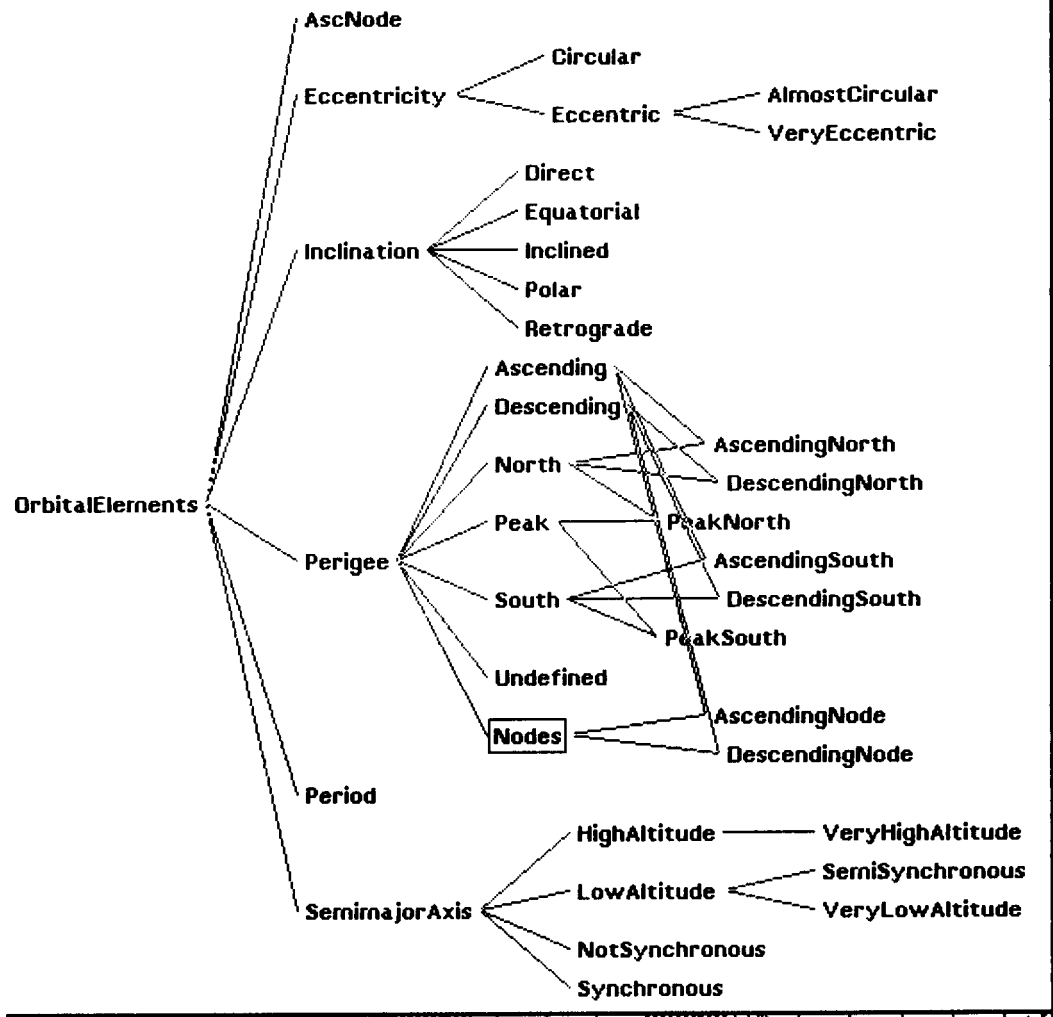 AscNode
Circular
Eccentricity
AlmostCircular
Eccentric
VeryEccentric
Direct
Equatorial
Inclination
Inclined
Polar
Retrograde
Ascending
Descending
AscendingNorth
North
DescendingNorth
OrbitalElements
Peak
PeakNorth
Perigee
AscendingSouth
South
DescendingSouth
PeakSouth
Undefined
AscendingNode
Nodes
DescendingNode
Period
HighAltitude
VeryHighAltitude
SemiSynchronous
LowAltitude
SemimajorAxis
VeryLowAltitude
NotSynchronous
Synchronous